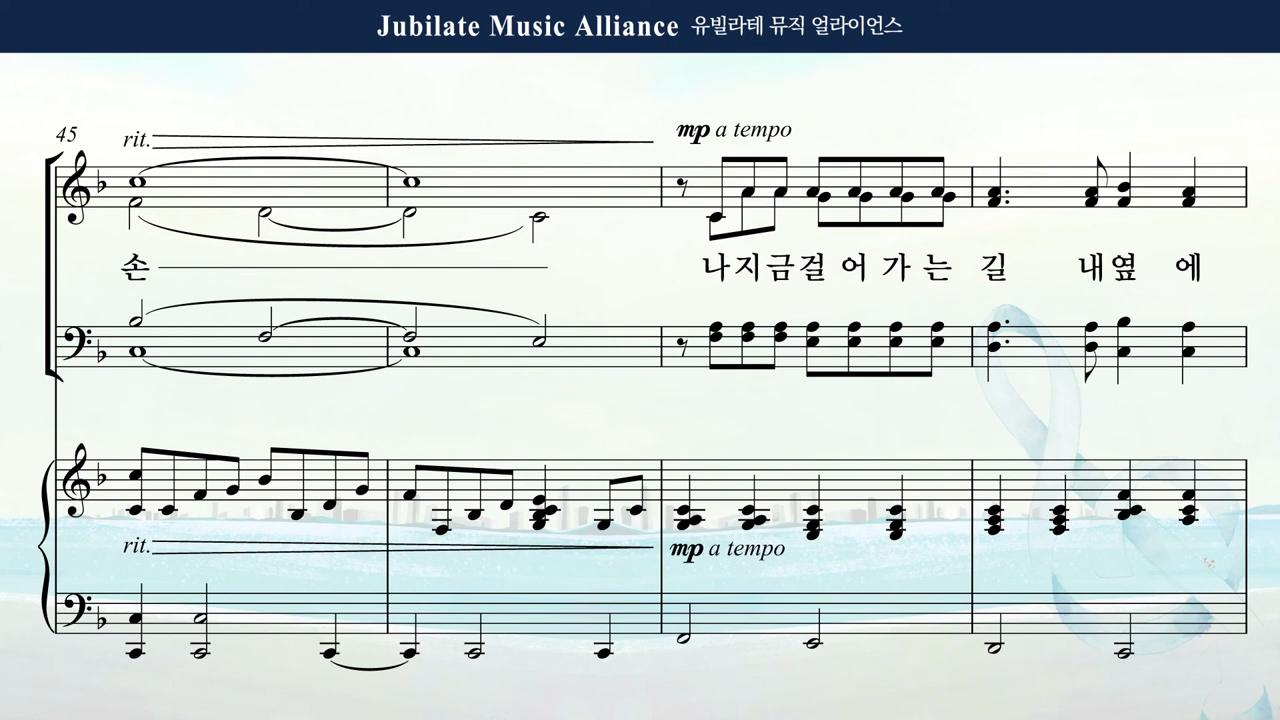 Jubilate Music Alliance 유빌라테 뮤직 얼라이언스
45
rit.
mp a tempo
손 나지금걸 어 가 는 길 내옆 에
rit.
mp a tempo